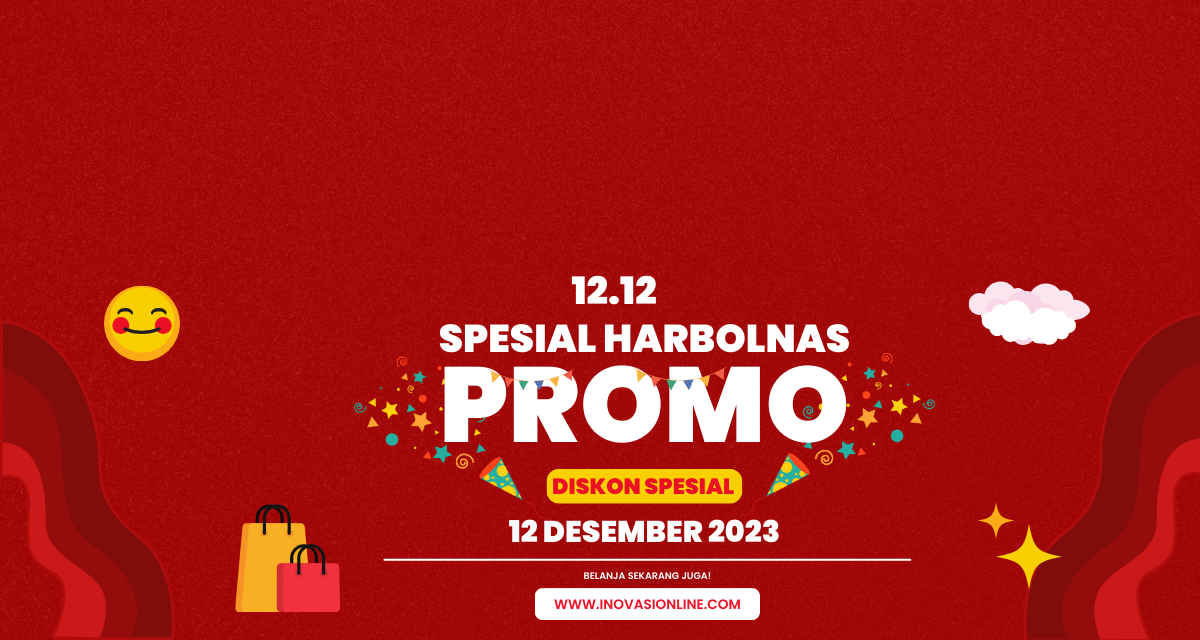 12.12
SPESIAL HARBOLNAS
PROMO
DISKON SPESIAL
12 DESEMBER 2023
BELANJA SEKARANG JUGA!
WWW.INOVASIONLINE.COM